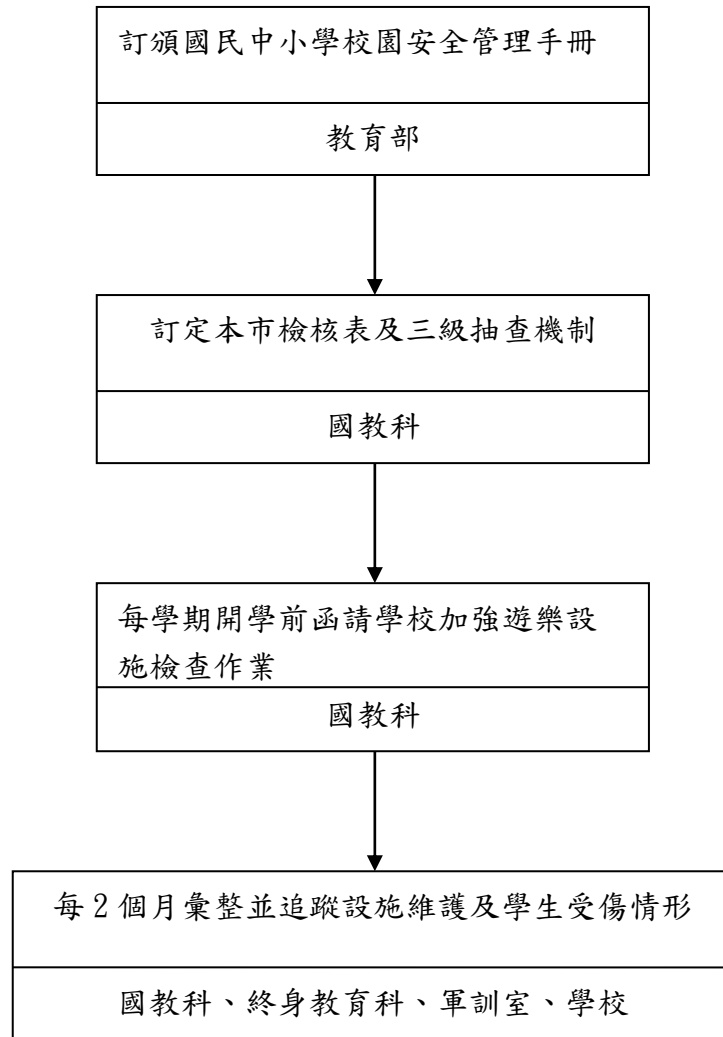 訂頒國民中小學校園安全管理手冊
教育部
訂定本市檢核表及三級抽查機制
國教科
每學期開學前函請學校加強遊樂設
施檢查作業
國教科
每2個月彙整並追蹤設施維護及學生受傷情形
國教科、終身教育科、軍訓室、學校